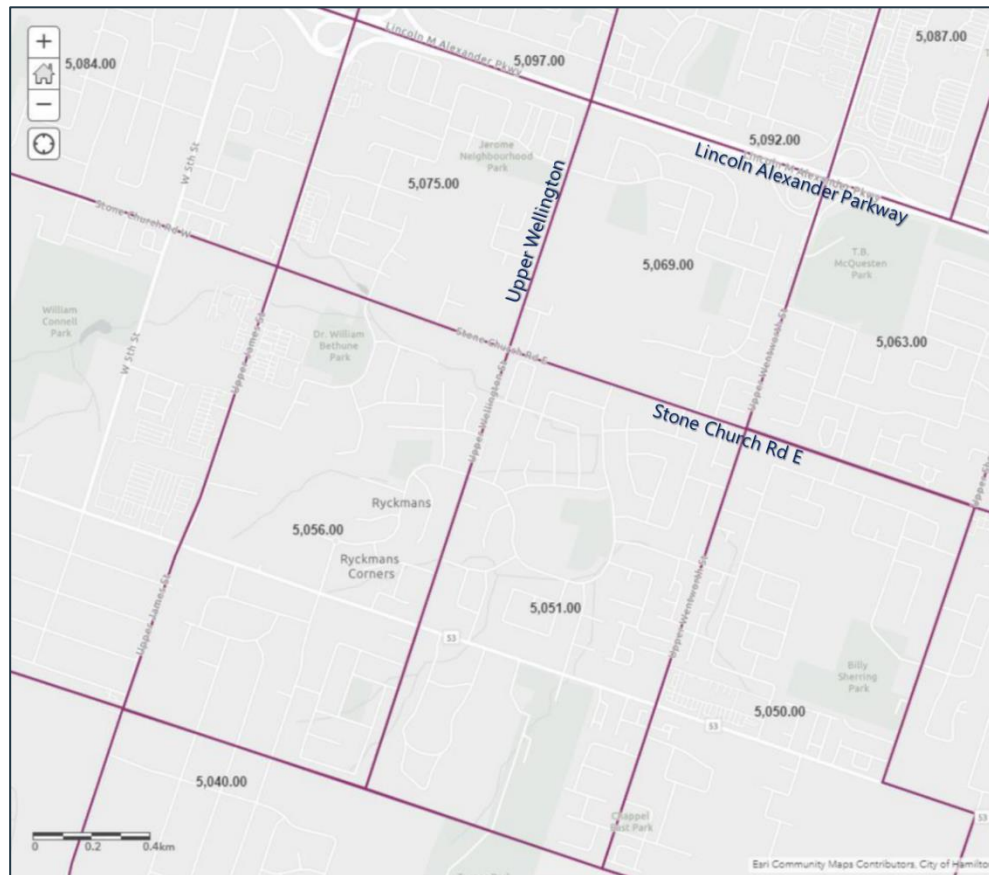 +
−
5,084.00
Lincoln M Alexander Pkwy
5,097.00
5,087.00
W 5th St
Jerome
Neighbourhood
Park
5,075.00
5,092.00
Lincoln M Alexander Pkwy
Lincoln Alexander Parkway
Stone Church Rd W
Upper Wellington
5,069.00
T.B.
McQuesten
Park
William
Connell
Park
W 5th St
Dr. William
Bethune
Park
Upper James St
Stone Church Rd E
Upper Wellington St
Upper Wentworth St
5,063.00
Stone Church Rd E
Ryckmans
5,056.00
Ryckmans
Corners
5,051.00
53
Upper James St
Upper Wentworth St
Billy
Sherring
Park
5,050.00
53
5,040.00
53
Chappel
East Park
0 0.2 0.4km
Esri Community Maps Contributors, City of Hamilto